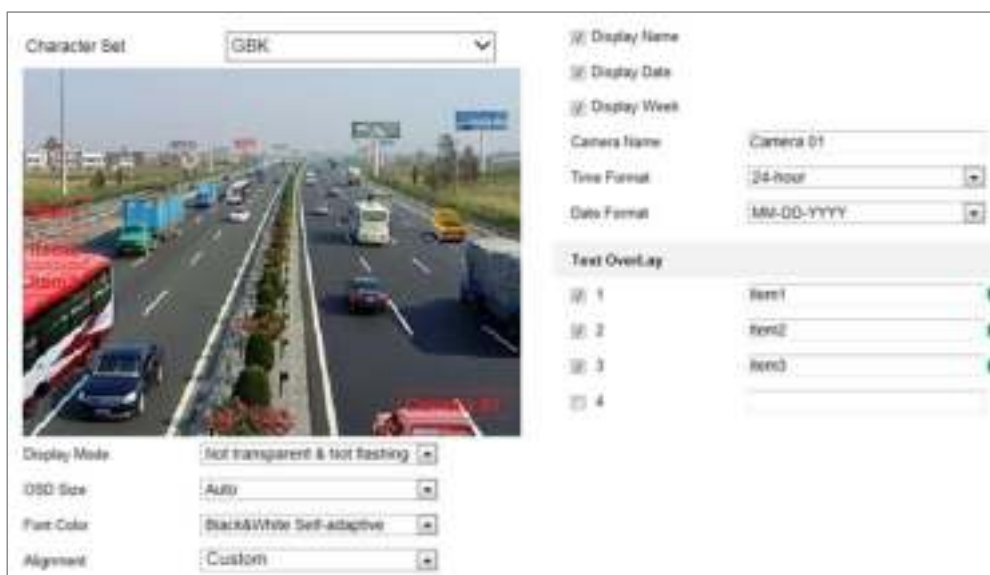 Character Set GBK
Display Name
Display Date
Display Week
Camera Name Camera 01
Time Format 24-hour
Date Format MM-DD-YYYY
Text OverLay
1 Item1
2 Item2
3 Item3
4
Display Mode Not transparent & Not flashing
OSD Size Auto
Font Color Black&White Self-adaptive
Alignment Custom